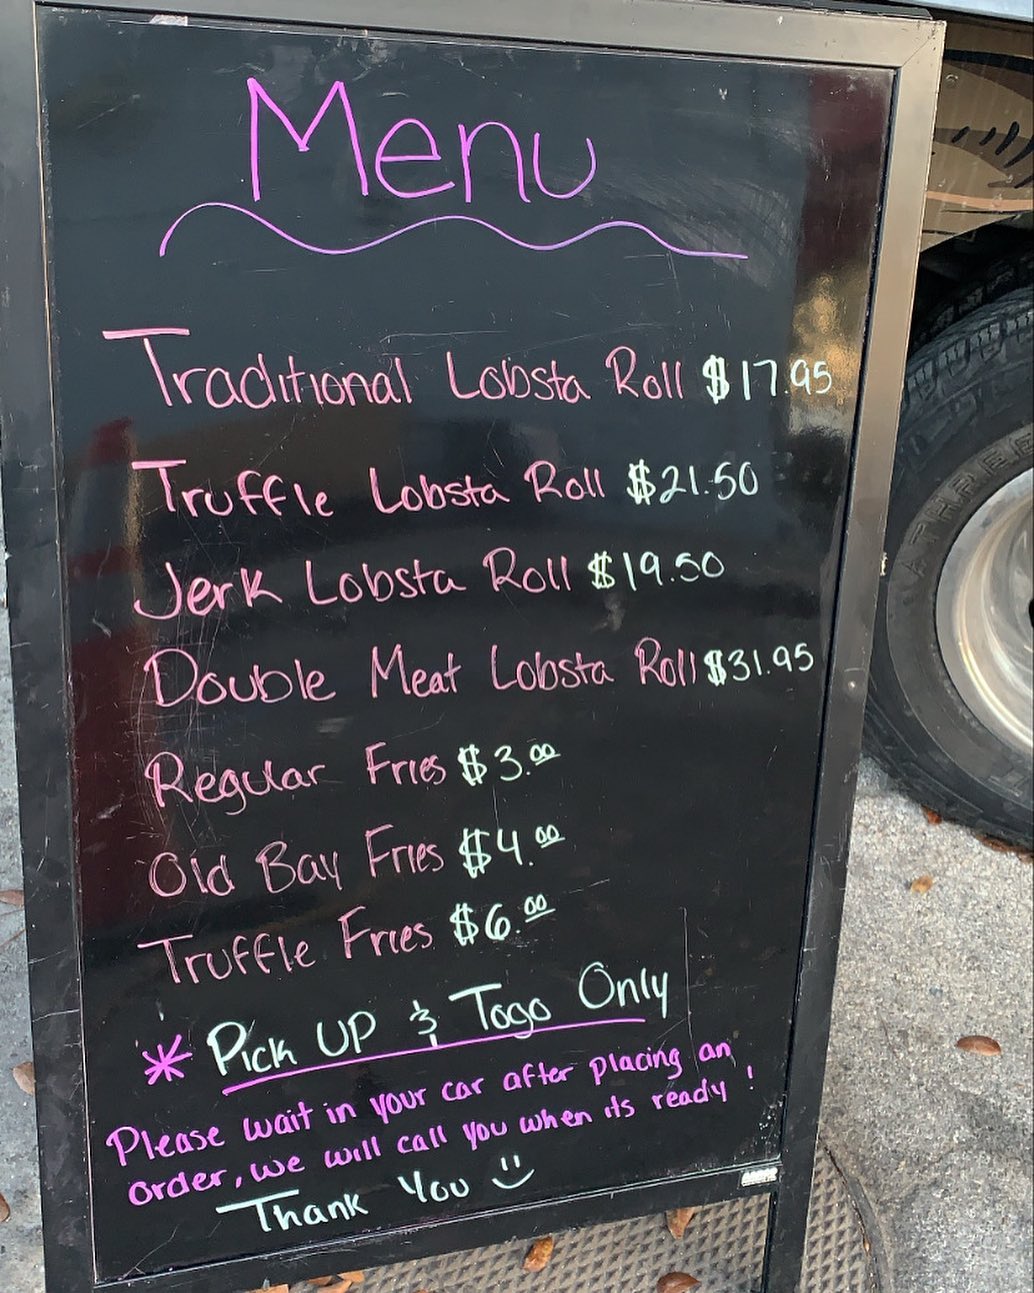 Menu
Traditional Lobsta Roll $17.95
Truffle Lobsta Roll $21.50
Jerk Lobsta Roll $19.50
Double Meat Lobsta Roll $31.95
Regular Fries $3.00
Old Bay Fries $4.00
Truffle Fries $6.00
* Pick UP & Togo Only
Please wait in your car after placing an
order, we will call you when its ready !
Thank You